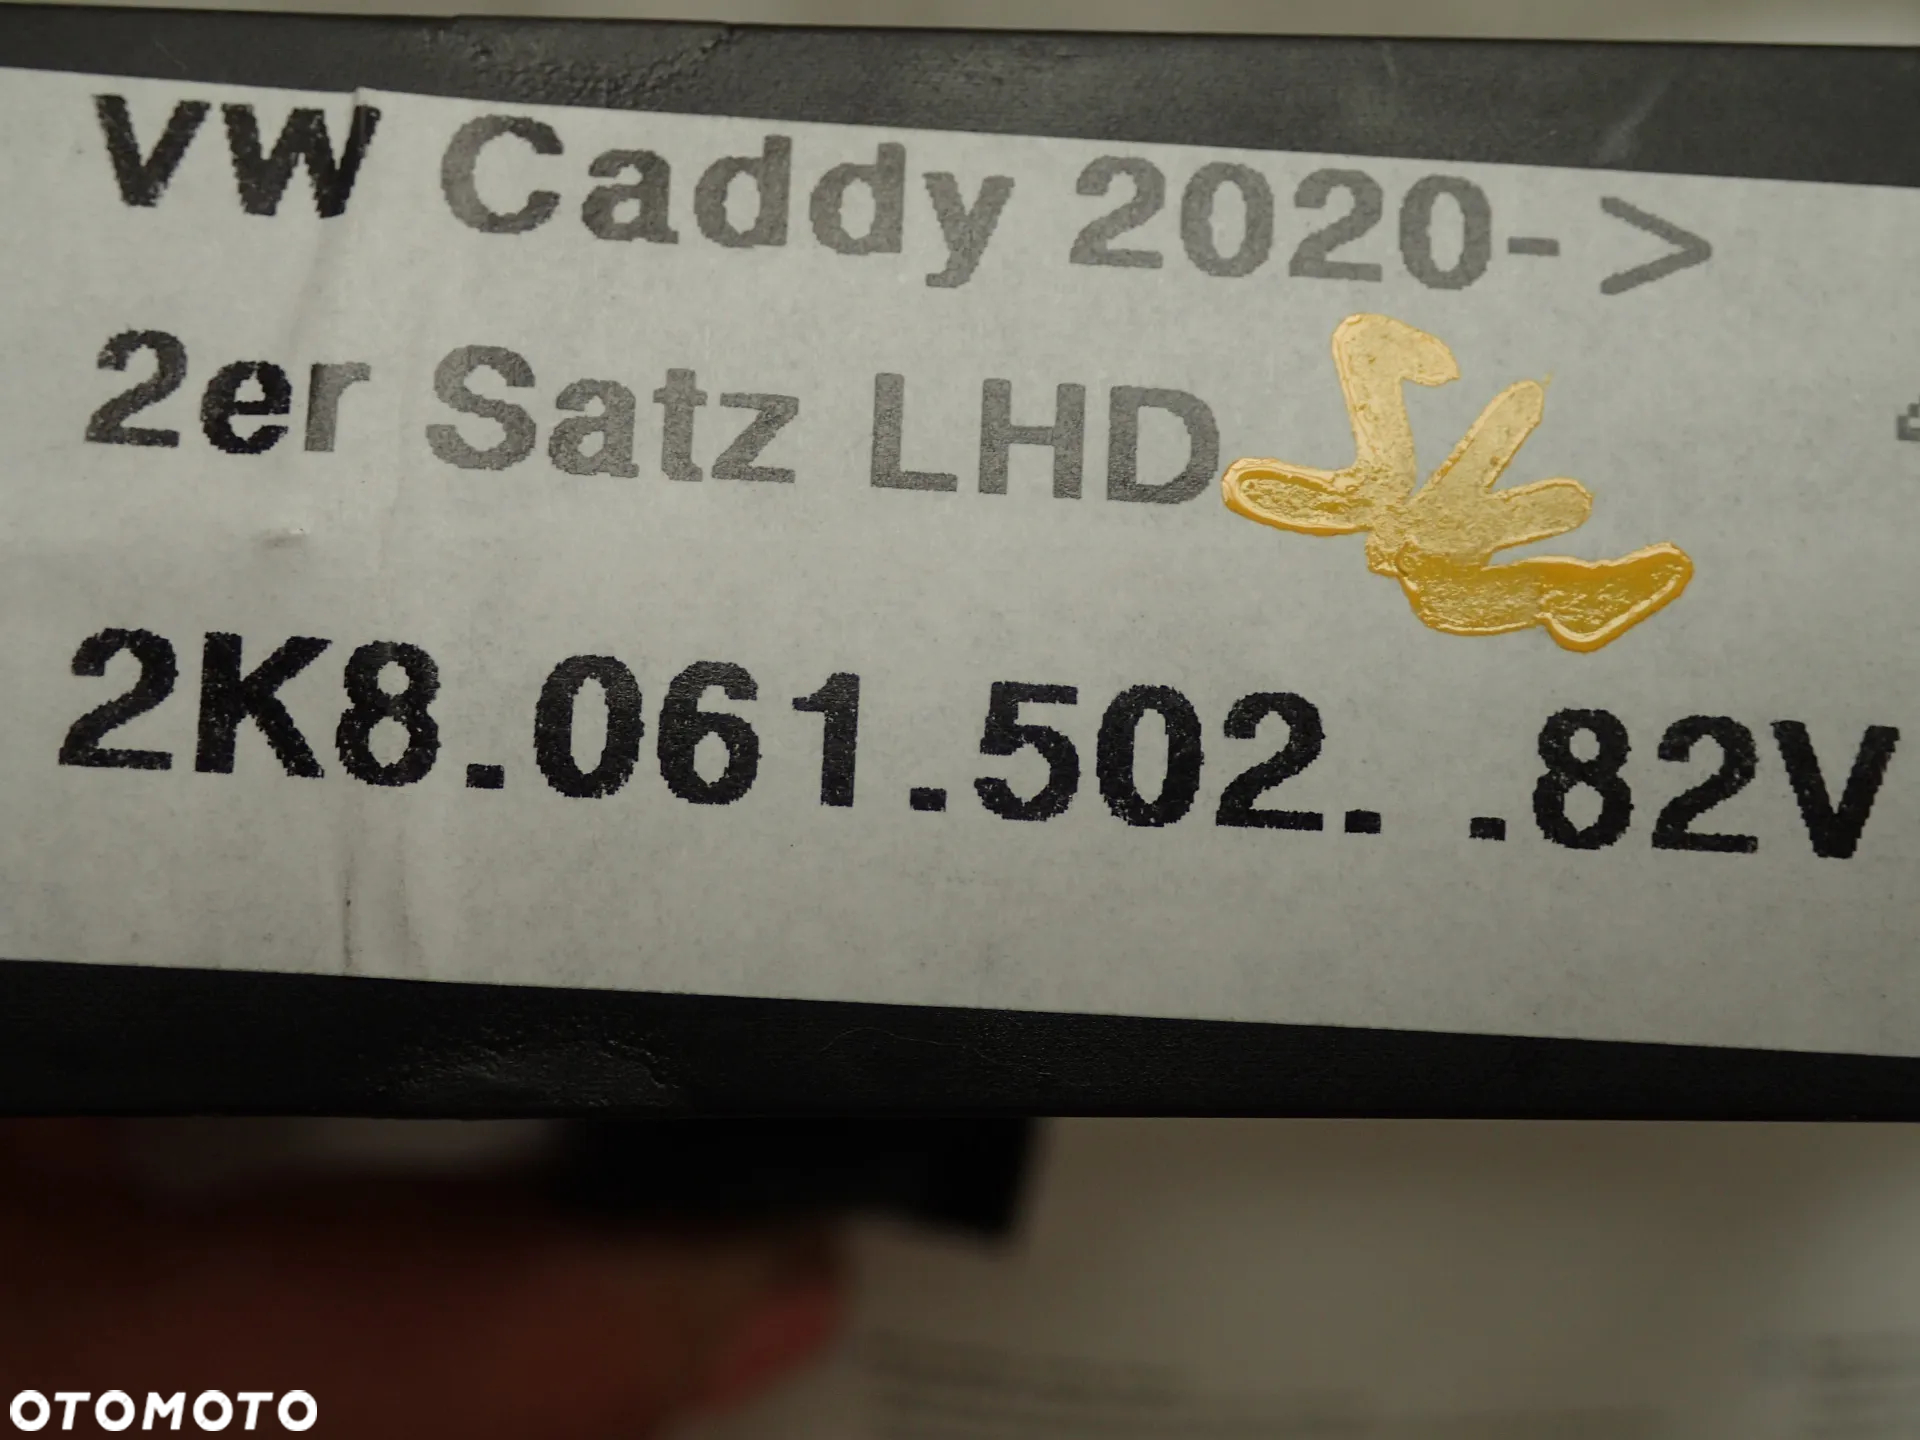 VW Caddy 2020->
2er Satz LHD
2K8.061.502. .82V
OTOMOTO